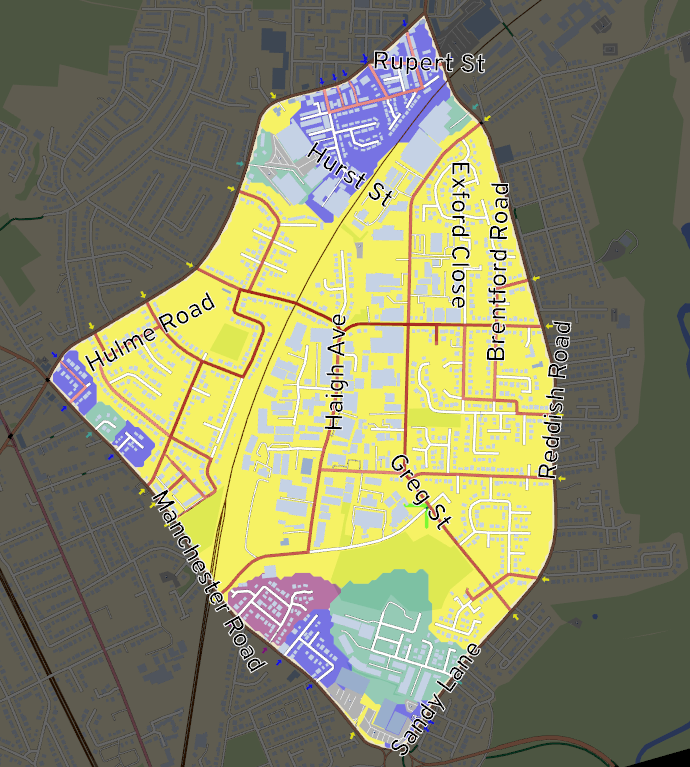 Rupert St
Hurst St
Exford Close
Brentford Road
Hulme Road
Haigh Ave
Reddish Road
Greg St
Manchester Road
Sandy Lane